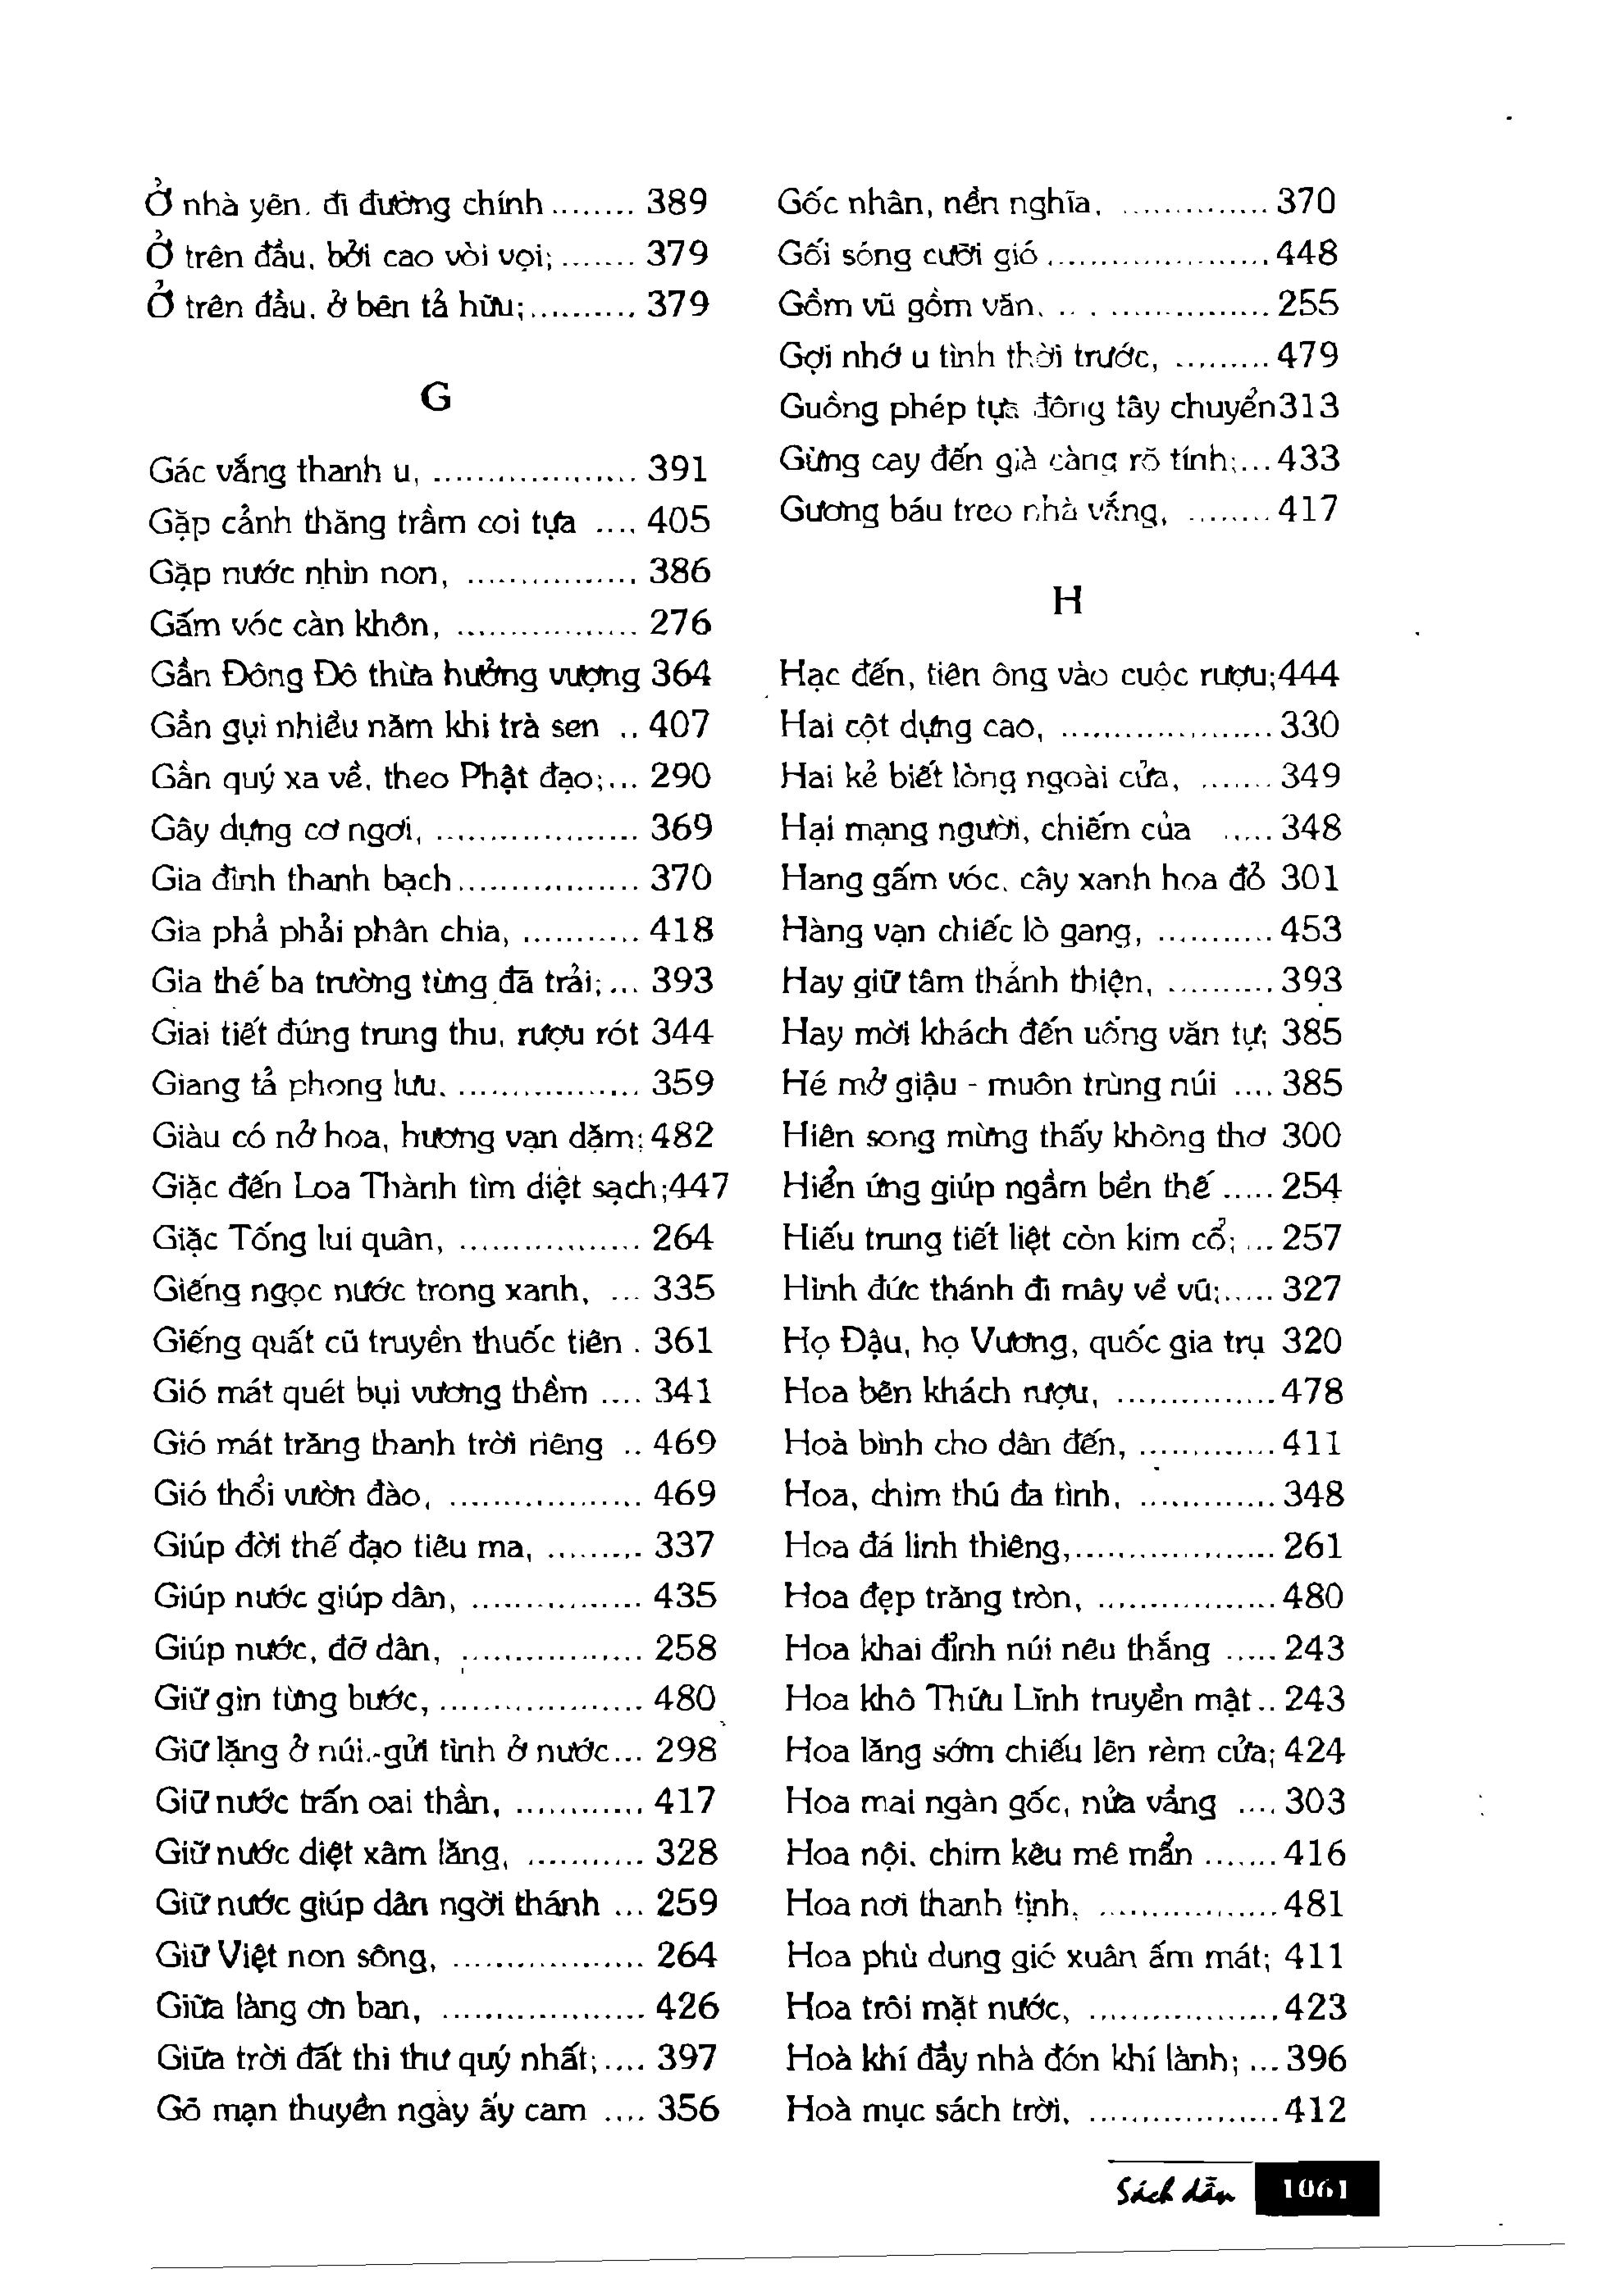 Ở nhà yên, đi đường chính ........ 389
Ở trên đầu, bởi cao vòi vọi; ....... 379
Ở trên đầu, ở bên tả hữu; .......... 379
G
Gác vắng thanh u, ................... 391
Gặp cảnh thăng trầm coi tựa .... 405
Gặp nước nhìn non, ................ 386
Gấm vóc càn khôn, ................. 276
Gần Đông Đô thừa hưởng vượng 364
Gần gụi nhiều năm khi trà sen .. 407
Gần quý xa về, theo Phật đạo;... 290
Gây dựng cơ ngơi, ................... 369
Gia đình thanh bạch ................. 370
Gia phả phải phân chia, ........... 418
Gia thế ba trường từng đã trải;... 393
Giai tiết đúng trung thu, rượu rót 344
Giang tả phong lưu. ................. 359
Giàu có nở hoa, hương vạn dặm; 482
Giặc đến Loa Thành tìm diệt sạch;447
Giặc Tống lui quân, ................. 264
Giếng ngọc nước trong xanh, ... 335
Giếng quất cũ truyền thuốc tiên . 361
Gió mát quét bụi vương thềm .... 341
Gió mát trăng thanh trời riêng .. 469
Gió thổi vườn đào, .................. 469
Giúp đời thế đạo tiêu ma, ......... 337
Giúp nước giúp dân, ................ 435
Giúp nước, đỡ dân, ................. 258
Giữ gìn từng bước, ................... 480
Giữ lặng ở núi, gửi tình ở nước... 298
Giữ nước trấn oai thần, ............ 417
Giữ nước diệt xâm lăng, ........... 328
Giữ nước giúp dân ngời thánh ... 259
Giữ Việt non sông, .................. 264
Giữa làng ơn ban, ................... 426
Giữa trời đất thi thư quý nhất;.... 397
Gõ mạn thuyền ngày ấy cam .... 356
Gốc nhân, nền nghĩa, .............. 370
Gối sóng cười gió ..................... 448
Gồm vũ gồm văn, .. . ............... 255
Gợi nhớ u tình thời trước, ......... 479
Guồng phép tựa đông tây chuyển313
Gừng cay đến già càng rõ tính;...433
Gương báu treo nhà vắng, ........ 417
H
Hạc đến, tiên ông vào cuộc rượu;444
Hai cột dựng cao, .................... 330
Hai kẻ biết lòng ngoài cửa, ....... 349
Hại mạng người, chiếm của ..... 348
Hang gấm vóc, cây xanh hoa đỏ 301
Hàng vạn chiếc lò gang, ........... 453
Hay giữ tâm thánh thiện, .......... 393
Hay mời khách đến uống văn tự; 385
Hé mở giậu - muôn trùng núi .... 385
Hiên song mừng thấy không thơ 300
Hiển ứng giúp ngầm bền thế ..... 254
Hiếu trung tiết liệt còn kim cổ; ... 257
Hình đức thánh đi mây về vũ;..... 327
Họ Đậu, họ Vương, quốc gia trụ 320
Hoa bên khách rượu, ............... 478
Hoà bình cho dân đến, ............. 411
Hoa, chim thú đa tình, ............. 348
Hoa đá linh thiêng,................... 261
Hoa đẹp trăng tròn, ................. 480
Hoa khai đỉnh núi nêu thắng ..... 243
Hoa khô Thứu Lĩnh truyền mật .. 243
Hoa lăng sớm chiếu lên rèm cửa; 424
Hoa mai ngàn gốc, nửa vầng .... 303
Hoa nội, chim kêu mê mẩn ....... 416
Hoa nơi thanh tịnh, ................. 481
Hoa phù dung gió xuân ấm mát; 411
Hoa trôi mặt nước, .................. 423
Hoà khí đầy nhà đón khí lành; ... 396
Hoà mục sách trời, .................. 412
Sách dẫn 1061